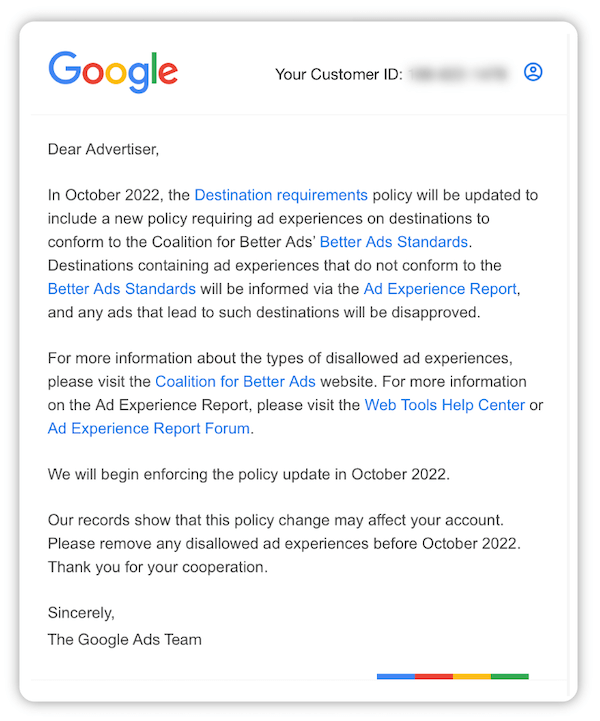 Google
Your Customer ID:
Dear Advertiser,
In October 2022, the Destination requirements policy will be updated to
include a new policy requiring ad experiences on destinations to
conform to the Coalition for Better Ads’ Better Ads Standards.
Destinations containing ad experiences that do not conform to the
Better Ads Standards will be informed via the Ad Experience Report,
and any ads that lead to such destinations will be disapproved.
For more information about the types of disallowed ad experiences,
please visit the Coalition for Better Ads website. For more information
on the Ad Experience Report, please visit the Web Tools Help Center or
Ad Experience Report Forum.
We will begin enforcing the policy update in October 2022.
Our records show that this policy change may affect your account.
Please remove any disallowed ad experiences before October 2022.
Thank you for your cooperation.
Sincerely,
The Google Ads Team